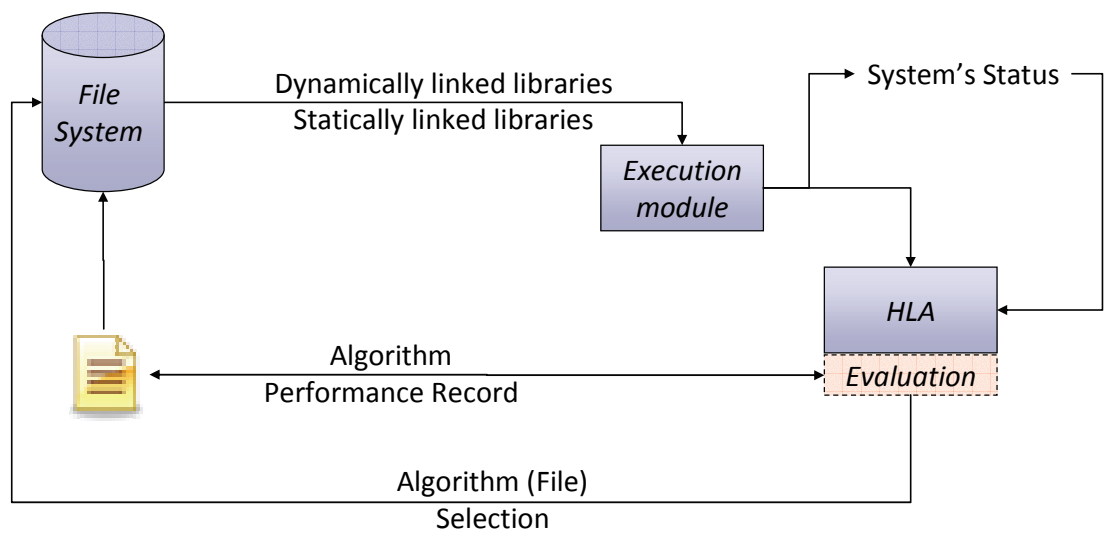 File
System
Dynamically linked libraries
Statically linked libraries
System’s Status
Execution
module
HLA
Evaluation
Algorithm
Performance Record
Algorithm (File)
Selection